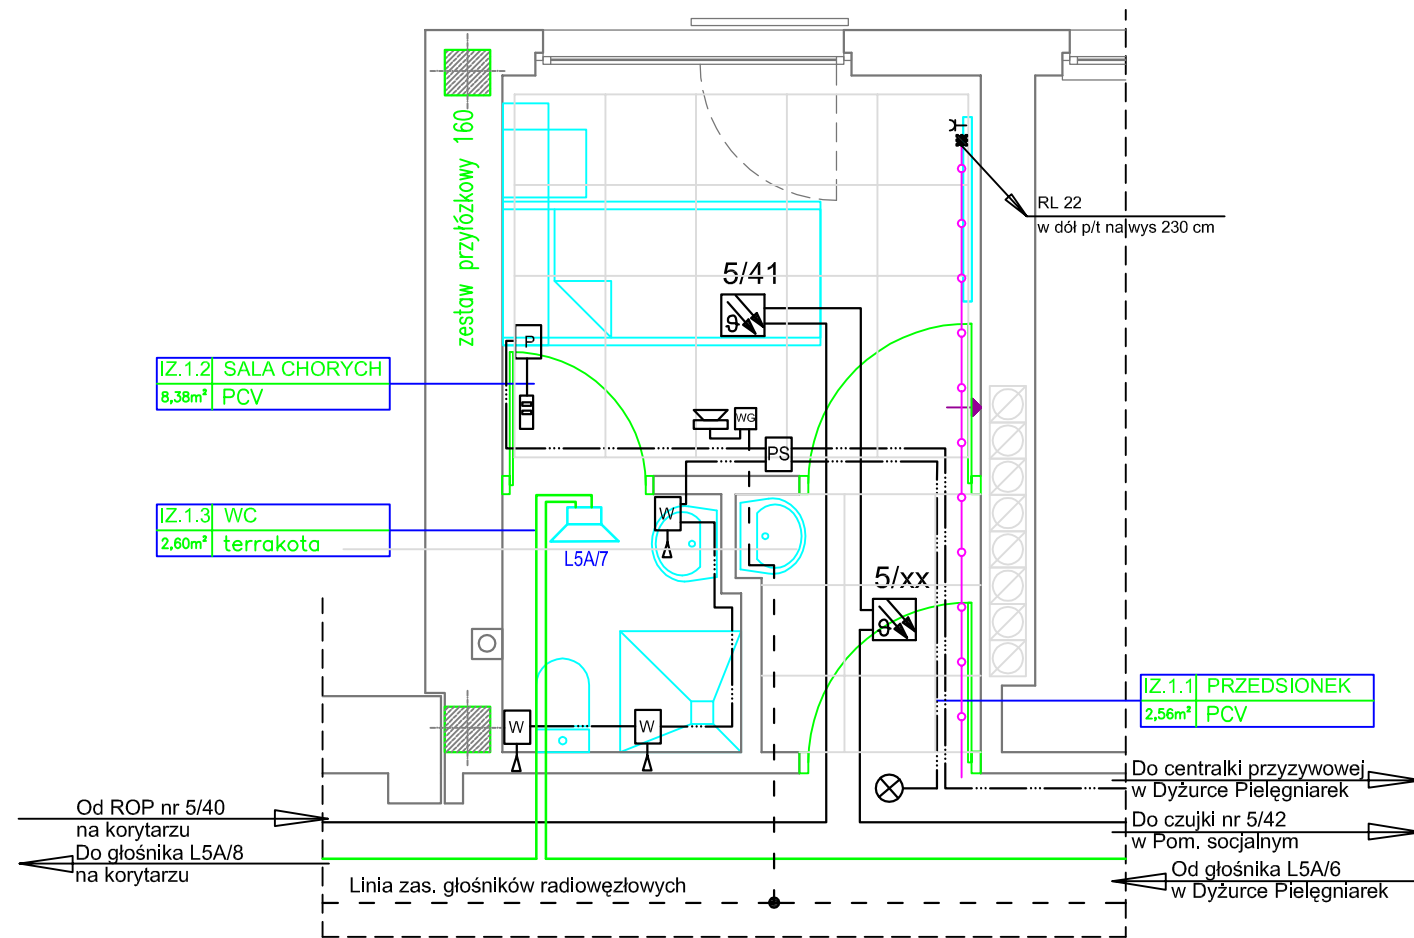 zestaw przyłózkowy 160
RL 22
w dół p/t na wys 230 cm
5/41
ϑ
P
IZ.1.2 SALA CHORYCH
8,38m² PCV
WG
PS
IZ.1.3 WC
2,60m² terrakota
W
L5A/7
5/xx
ϑ
IZ.1.1 PRZEDSIONEK
2,56m² PCV
W
W
Do centralki przyzywowej
w Dyżurce Pielęgniarek
Od ROP nr 5/40
na korytarzu
Do czujki nr 5/42
w Pom. socjalnym
Do głośnika L5A/8
na korytarzu
Od głośnika L5A/6
w Dyżurce Pielęgniarek
Linia zas. głośników radiowęzłowych